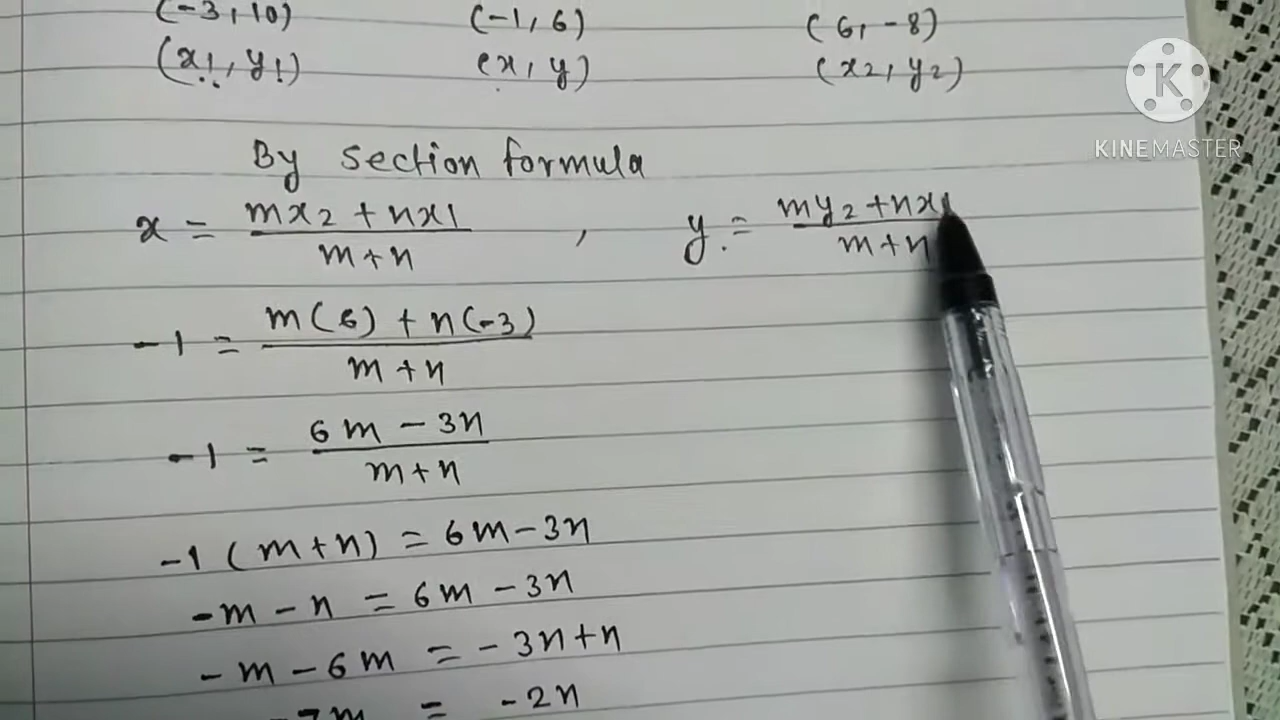 (-3, 10) (-1, 6) (6, -8)
(x1, y1) (x, y) (x2, y2)
KINEMASTER
By section formula
x = mx2 + nx1 / m+n , y = my2 + nx1 / m+n
-1 = m(6) + n(-3) / m+n
-1 = 6m - 3n / m+n
-1 (m+n) = 6m-3n
-m - n = 6m - 3n
-m - 6m = -3n+n
-7m = -2n